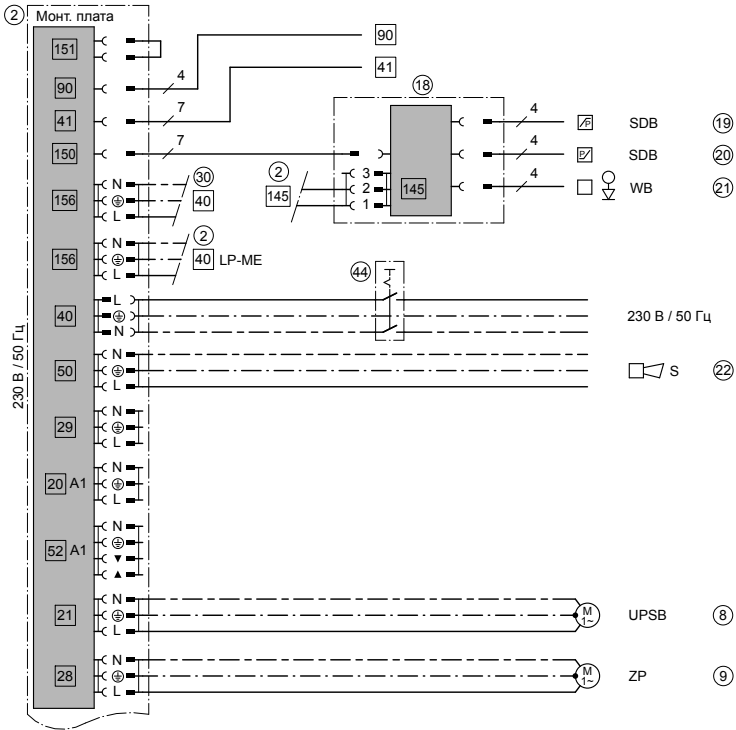 2 Монт. плата
151
90 4 90
41 7 41
150 7
18
145
3
2
1
2
145
4 P SDB 19
4 P SDB 20
4 WB 21
156 N L 30 40
156 N L 2 40 LP-ME
44
40 L N 230 В / 50 Гц
50 N L S 22
230 В / 50 Гц
29 N L
20 A1 N L
52 A1 N
21 N L M 1~ UPSB 8
28 N L M 1~ ZP 9